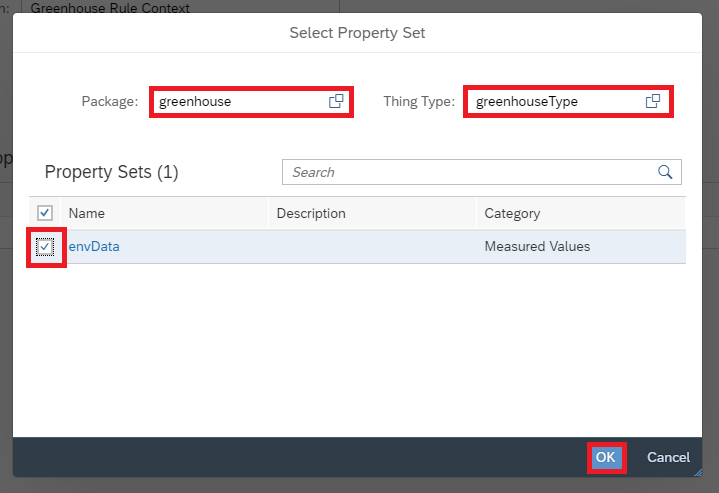 n: Greenhouse Rule Context
Select Property Set
Package: greenhouse Thing Type: greenhouseType
op
Property Sets (1) Search
Name Description Category
envData Measured Values
OK Cancel